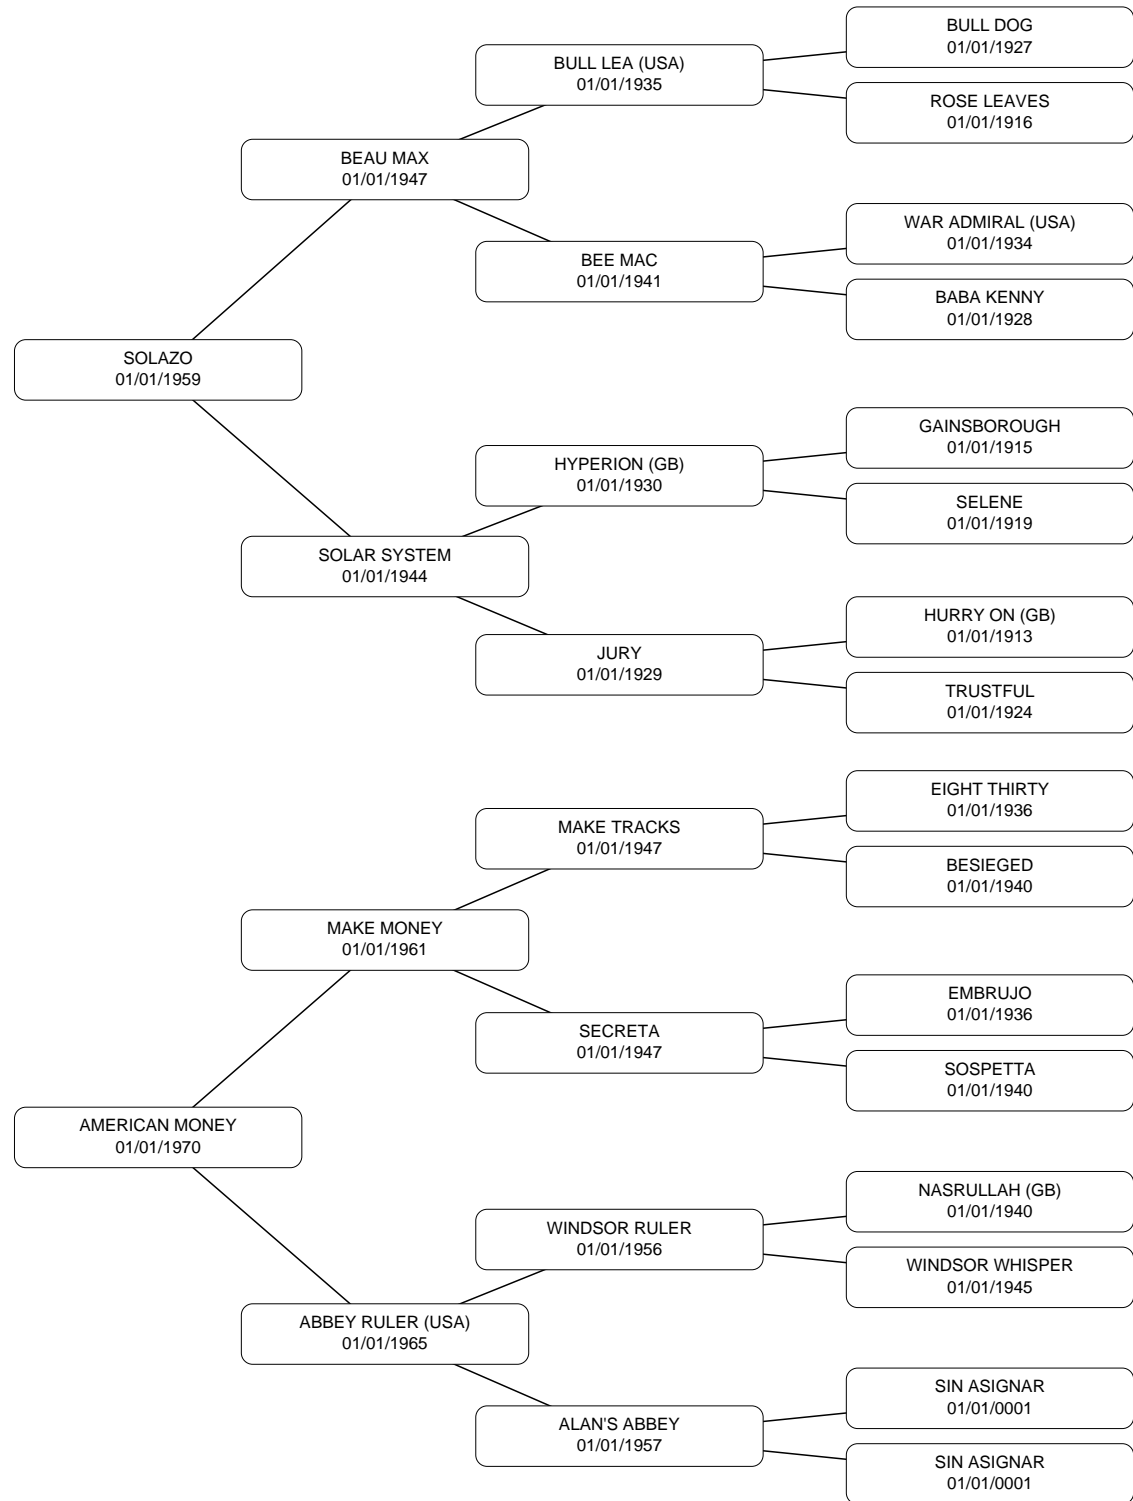 BULL DOG
01/01/1927
BULL LEA (USA)
01/01/1935
ROSE LEAVES
01/01/1916
BEAU MAX
01/01/1947
WAR ADMIRAL (USA)
01/01/1934
BEE MAC
01/01/1941
BABA KENNY
01/01/1928
SOLAZO
01/01/1959
GAINSBOROUGH
01/01/1915
HYPERION (GB)
01/01/1930
SELENE
01/01/1919
SOLAR SYSTEM
01/01/1944
HURRY ON (GB)
01/01/1913
JURY
01/01/1929
TRUSTFUL
01/01/1924
EIGHT THIRTY
01/01/1936
MAKE TRACKS
01/01/1947
BESIEGED
01/01/1940
MAKE MONEY
01/01/1961
EMBRUJO
01/01/1936
SECRETA
01/01/1947
SOSPETTA
01/01/1940
AMERICAN MONEY
01/01/1970
NASRULLAH (GB)
01/01/1940
WINDSOR RULER
01/01/1956
WINDSOR WHISPER
01/01/1945
ABBEY RULER (USA)
01/01/1965
SIN ASIGNAR
01/01/0001
ALAN'S ABBEY
01/01/1957
SIN ASIGNAR
01/01/0001